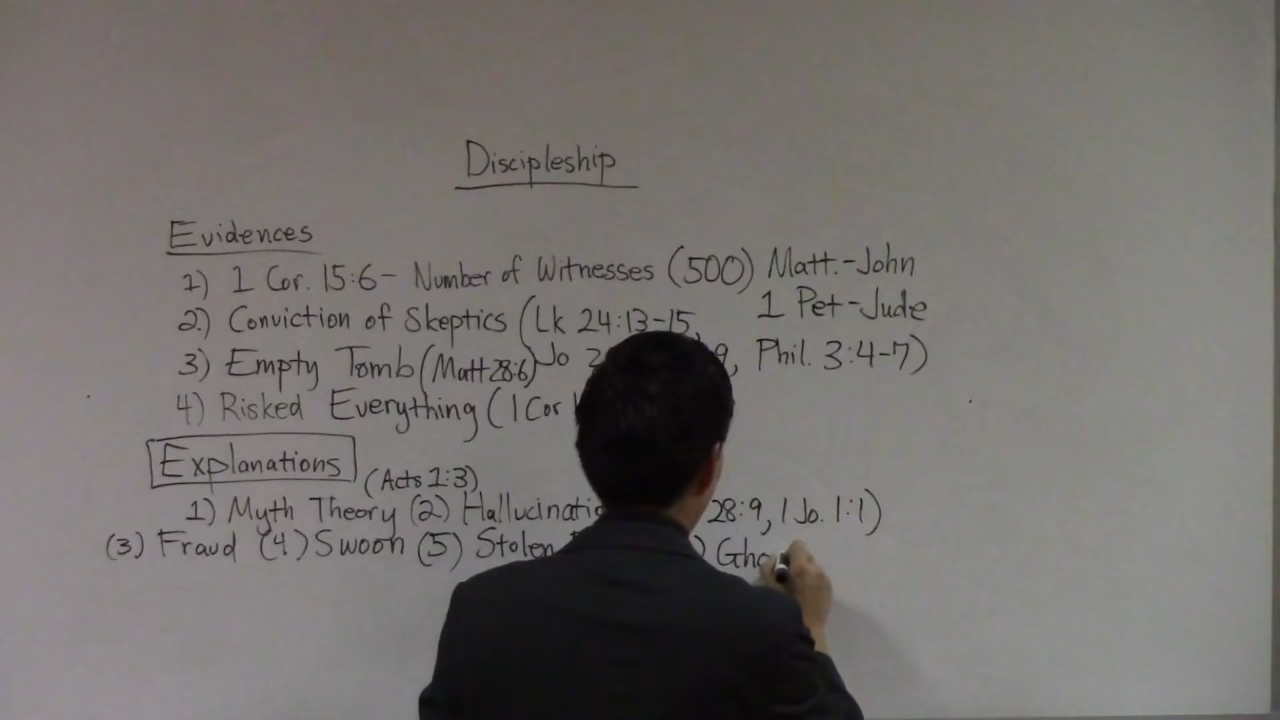 Discipleship
Evidences
1) 1 Cor. 15:6- Number of Witnesses (500) Matt.-John
1 Pet-Jude
2) Conviction of Skeptics (Lk 24:13-15,
3) Empty Tomb (Matt 28:6) Jo 2 9, Phil. 3:4-7)
4) Risked Everything (1 Cor
Explanations
(Acts 1:3)
1) Myth Theory (2) Hallucinatio 28:9, 1 Jo. 1:1)
(3) Fraud (4) Swoon (5) Stolen ) Gho